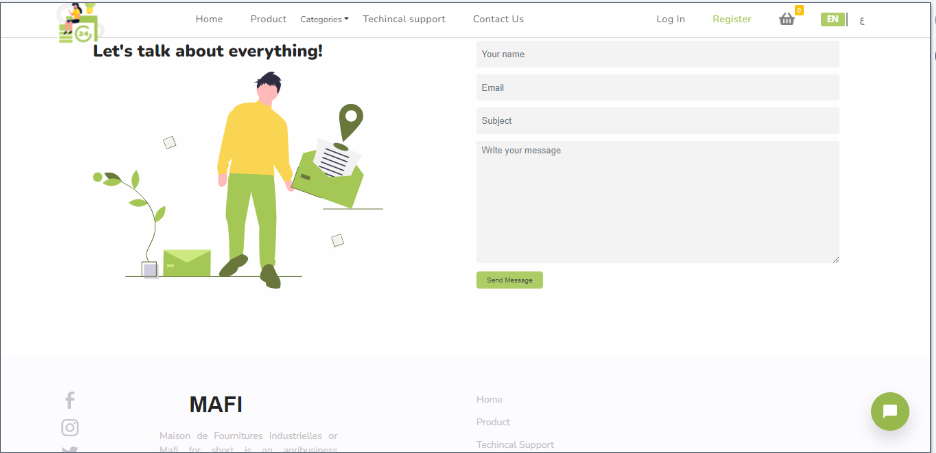 Home Product Categories Techincal support Contact Us Log In Register 0 EN ع
24
Let's talk about everything!
Your name
Email
Subject
Write your message
Send Message
MAFI
Maison de Fournitures Industrielles or
Mafi for short is an agribusiness
Home
Product
Techincal Support